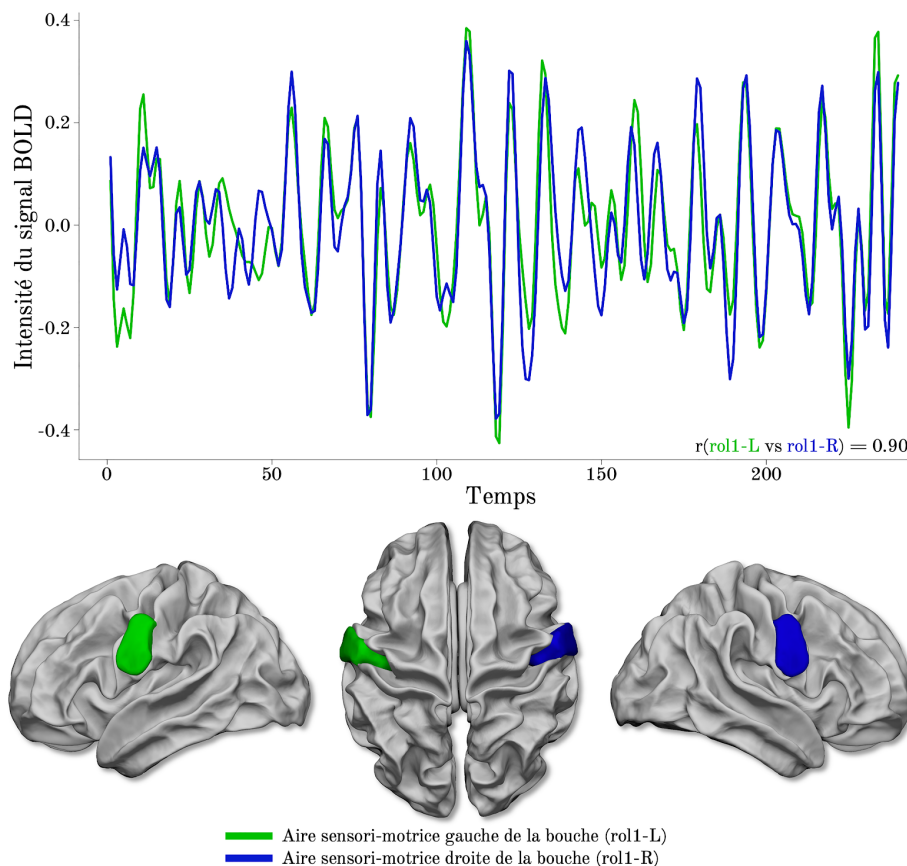 0.4
0.2
0.0
-0.2
-0.4
Intensité du signal BOLD
r(rol1-L vs rol1-R) = 0.90
0 50 100 150 200
Temps
Aire sensori-motrice gauche de la bouche (rol1-L)
Aire sensori-motrice droite de la bouche (rol1-R)